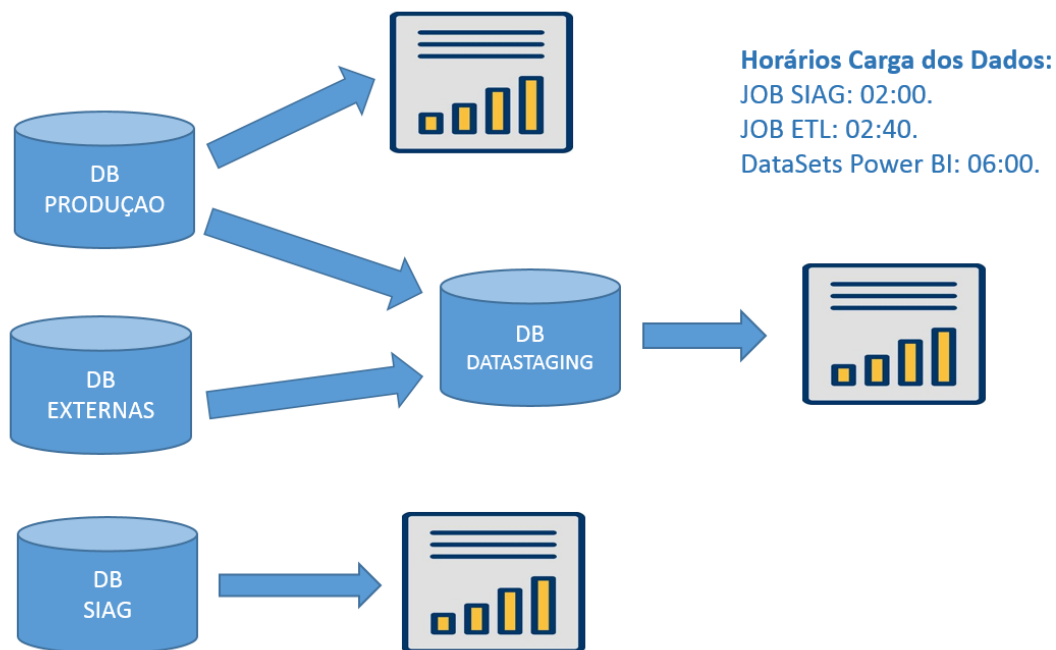 Horários Carga dos Dados:
JOB SIAG: 02:00.
JOB ETL: 02:40.
DataSets Power BI: 06:00.
DB
PRODUÇAO
DB
EXTERNAS
DB
DATASTAGING
DB
SIAG